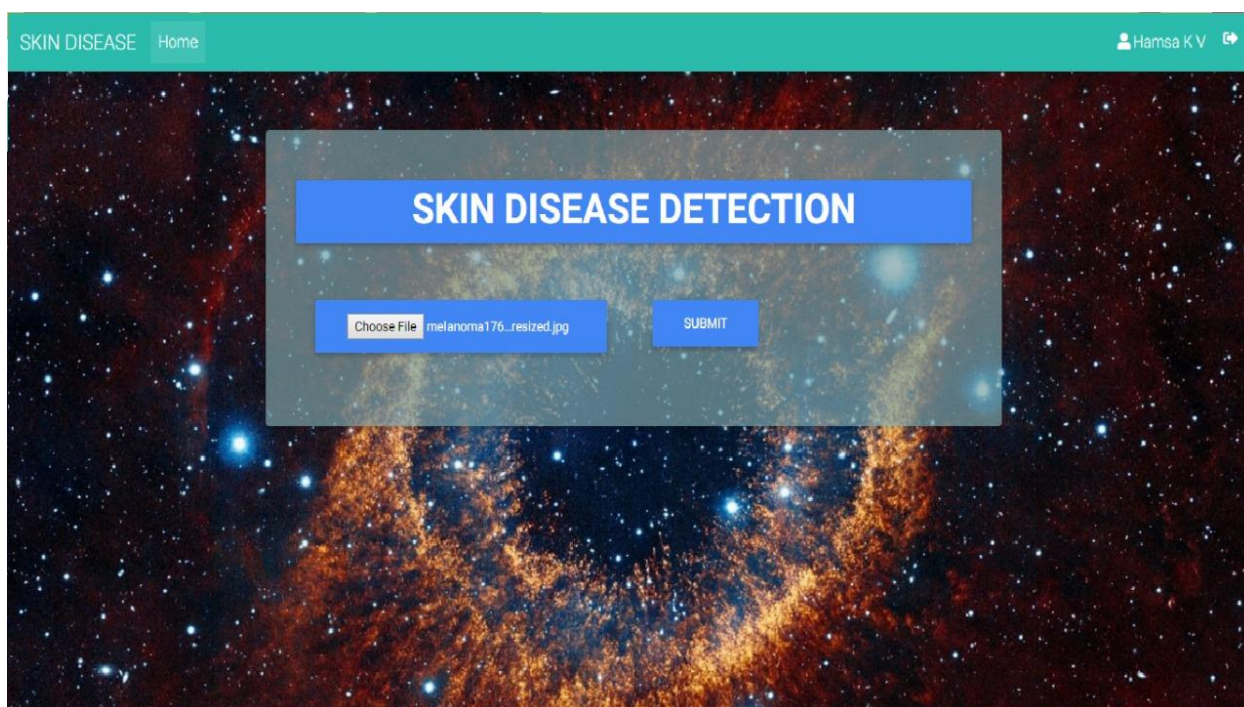 SKIN DISEASE Home Hamsa K V
SKIN DISEASE DETECTION
Choose File melanoma176...resized.jpg SUBMIT